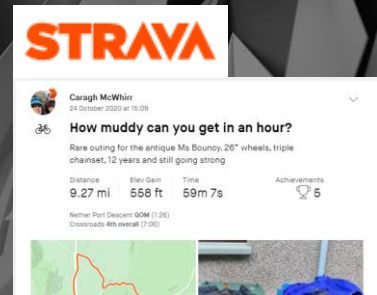 STRAVA
Caragh McWhirr
24 October 2020 at 15:09
How muddy can you get in an hour?
Rare outing for the antique Ms Bouncy. 26" wheels, triple
chainset, 12 years and still going strong
Distance Elev Gain Time Achievements
9.27 mi 558 ft 59m 7s 5
Nether Port Descent QOM (1:26)
Crossroads 4th overall (7:00)